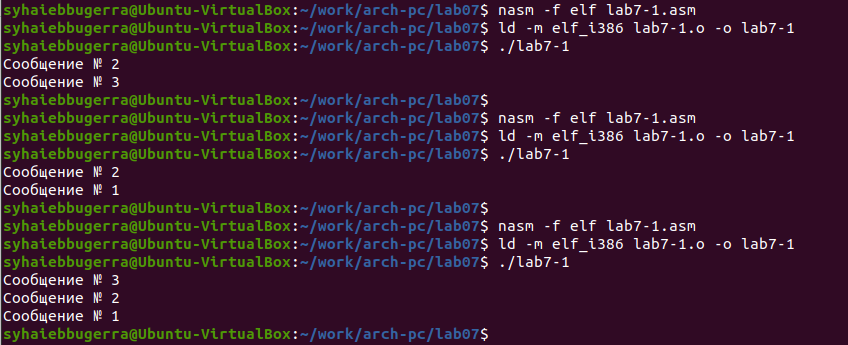 syhaiebbugerra@Ubuntu-VirtualBox:~/work/arch-pc/lab07$ nasm -f elf lab7-1.asm
syhaiebbugerra@Ubuntu-VirtualBox:~/work/arch-pc/lab07$ ld -m elf_i386 lab7-1.o -o lab7-1
syhaiebbugerra@Ubuntu-VirtualBox:~/work/arch-pc/lab07$ ./lab7-1
Сообщение № 2
Сообщение № 3
syhaiebbugerra@Ubuntu-VirtualBox:~/work/arch-pc/lab07$
syhaiebbugerra@Ubuntu-VirtualBox:~/work/arch-pc/lab07$ nasm -f elf lab7-1.asm
syhaiebbugerra@Ubuntu-VirtualBox:~/work/arch-pc/lab07$ ld -m elf_i386 lab7-1.o -o lab7-1
syhaiebbugerra@Ubuntu-VirtualBox:~/work/arch-pc/lab07$ ./lab7-1
Сообщение № 2
Сообщение № 1
syhaiebbugerra@Ubuntu-VirtualBox:~/work/arch-pc/lab07$
syhaiebbugerra@Ubuntu-VirtualBox:~/work/arch-pc/lab07$ nasm -f elf lab7-1.asm
syhaiebbugerra@Ubuntu-VirtualBox:~/work/arch-pc/lab07$ ld -m elf_i386 lab7-1.o -o lab7-1
syhaiebbugerra@Ubuntu-VirtualBox:~/work/arch-pc/lab07$ ./lab7-1
Сообщение № 3
Сообщение № 2
Сообщение № 1
syhaiebbugerra@Ubuntu-VirtualBox:~/work/arch-pc/lab07$